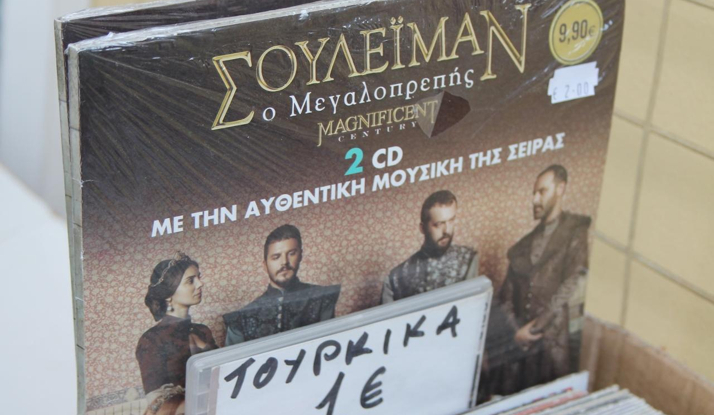 ΣΟΥΛΕΪΜΑΝ
ο Μεγαλοπρεπής
MAGNIFICENT
CENTURY
2 CD
ΜΕ ΤΗΝ ΑΥΘΕΝΤΙΚΗ ΜΟΥΣΙΚΗ ΤΗΣ ΣΕΙΡΑΣ
9,90€
€ 2.00
ΤΟΥΡΚΙΚΑ
1 €